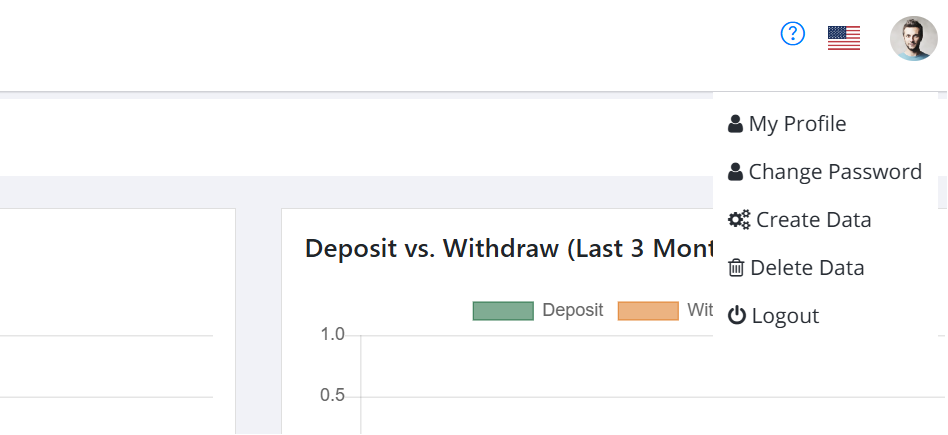 ?
My Profile
Change Password
Create Data
Delete Data
Logout
Deposit vs. Withdraw (Last 3 Mont
Deposit Wit
1.0
0.5